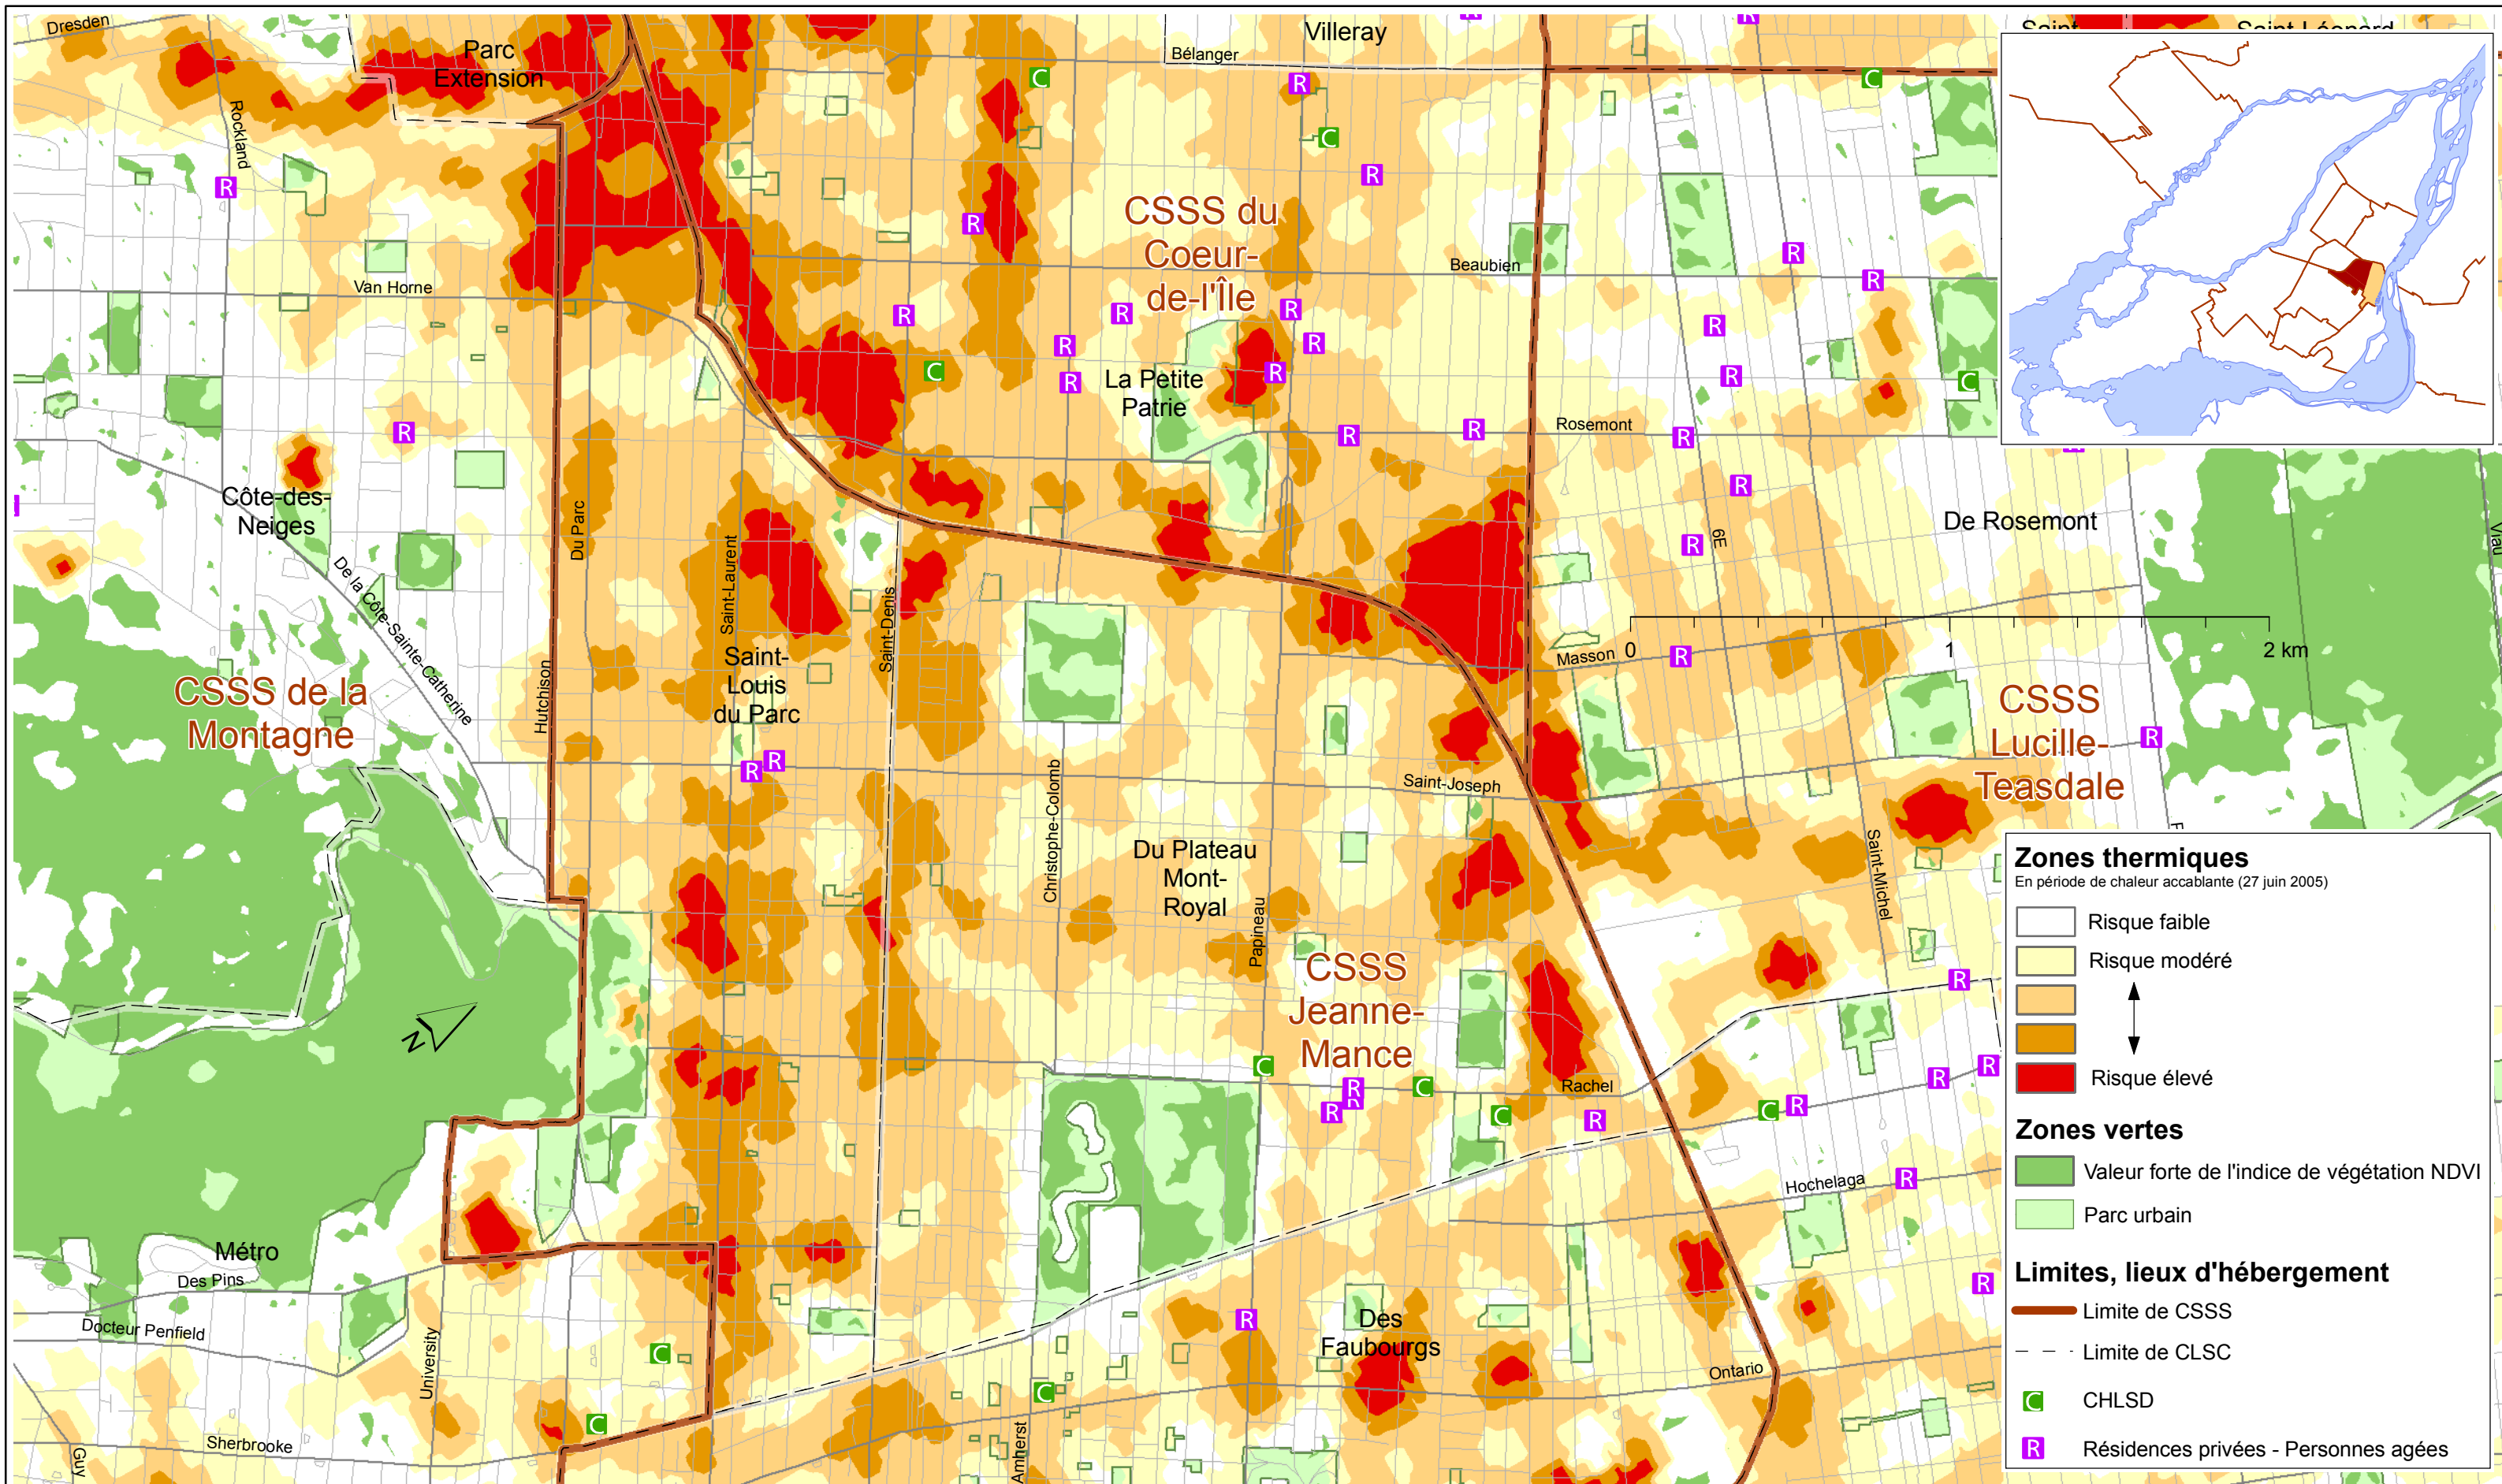 Dresden
Parc
Extension
Villeray
Bélanger
Saint-Léonard
Rockland
CSSS du
Coeur-
de-l'Île
Beaubien
Van Horne
La Petite
Patrie
Rosemont
Côte-des-
Neiges
Du Parc
De la Côte-Sainte-Catherine
Saint-Laurent
Saint-Denis
6E
De Rosemont
Viau
0
1
2 km
Masson
Saint-
Louis
du Parc
Hutchison
CSSS de la
Montagne
CSSS
Lucille-
Teasdale
Christophe-Colomb
Saint-Joseph
Saint-Michel
Du Plateau
Mont-
Royal
Papineau
CSSS
Jeanne-
Mance
N
Rachel
Hochelaga
Métro
Des Pins
Docteur Penfield
University
Des
Faubourgs
Ontario
Sherbrooke
Guy
Amherst
Zones thermiques
En période de chaleur accablante (27 juin 2005)
Risque faible
Risque modéré
Risque élevé
Zones vertes
Valeur forte de l'indice de végétation NDVI
Parc urbain
Limites, lieux d'hébergement
Limite de CSSS
Limite de CLSC
C CHLSD
R Résidences privées - Personnes agées